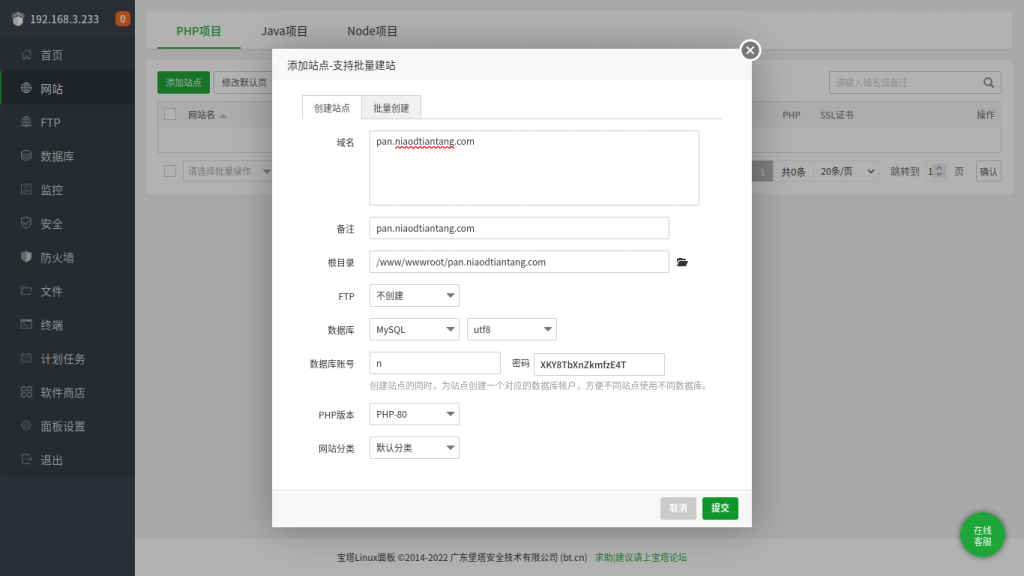 192.168.3.233
0
首页
网站
FTP
数据库
监控
安全
防火墙
文件
终端
计划任务
软件商店
面板设置
退出
PHP项目 Java项目 Node项目
添加站点 修改默认页
请输入域名或备注
网站名 PHP SSL证书 操作
请选择批量操作 1 共0条 20条/页 跳转到 1 页 确认
添加站点-支持批量建站
创建站点 批量创建
域名 pan.niaodtiantang.com
备注 pan.niaodtiantang.com
根目录 /www/wwwroot/pan.niaodtiantang.com
FTP 不创建
数据库 MySQL utf8
数据库账号 n 密码 XKY8TbXnZkmfzE4T
创建站点的同时，为站点创建一个对应的数据库帐户，方便不同站点使用不同数据库。
PHP版本 PHP-80
网站分类 默认分类
取消 提交
在线
客服
宝塔Linux面板 ©2014-2022 广东堡塔安全技术有限公司 (bt.cn) 求助|建议请上宝塔论坛